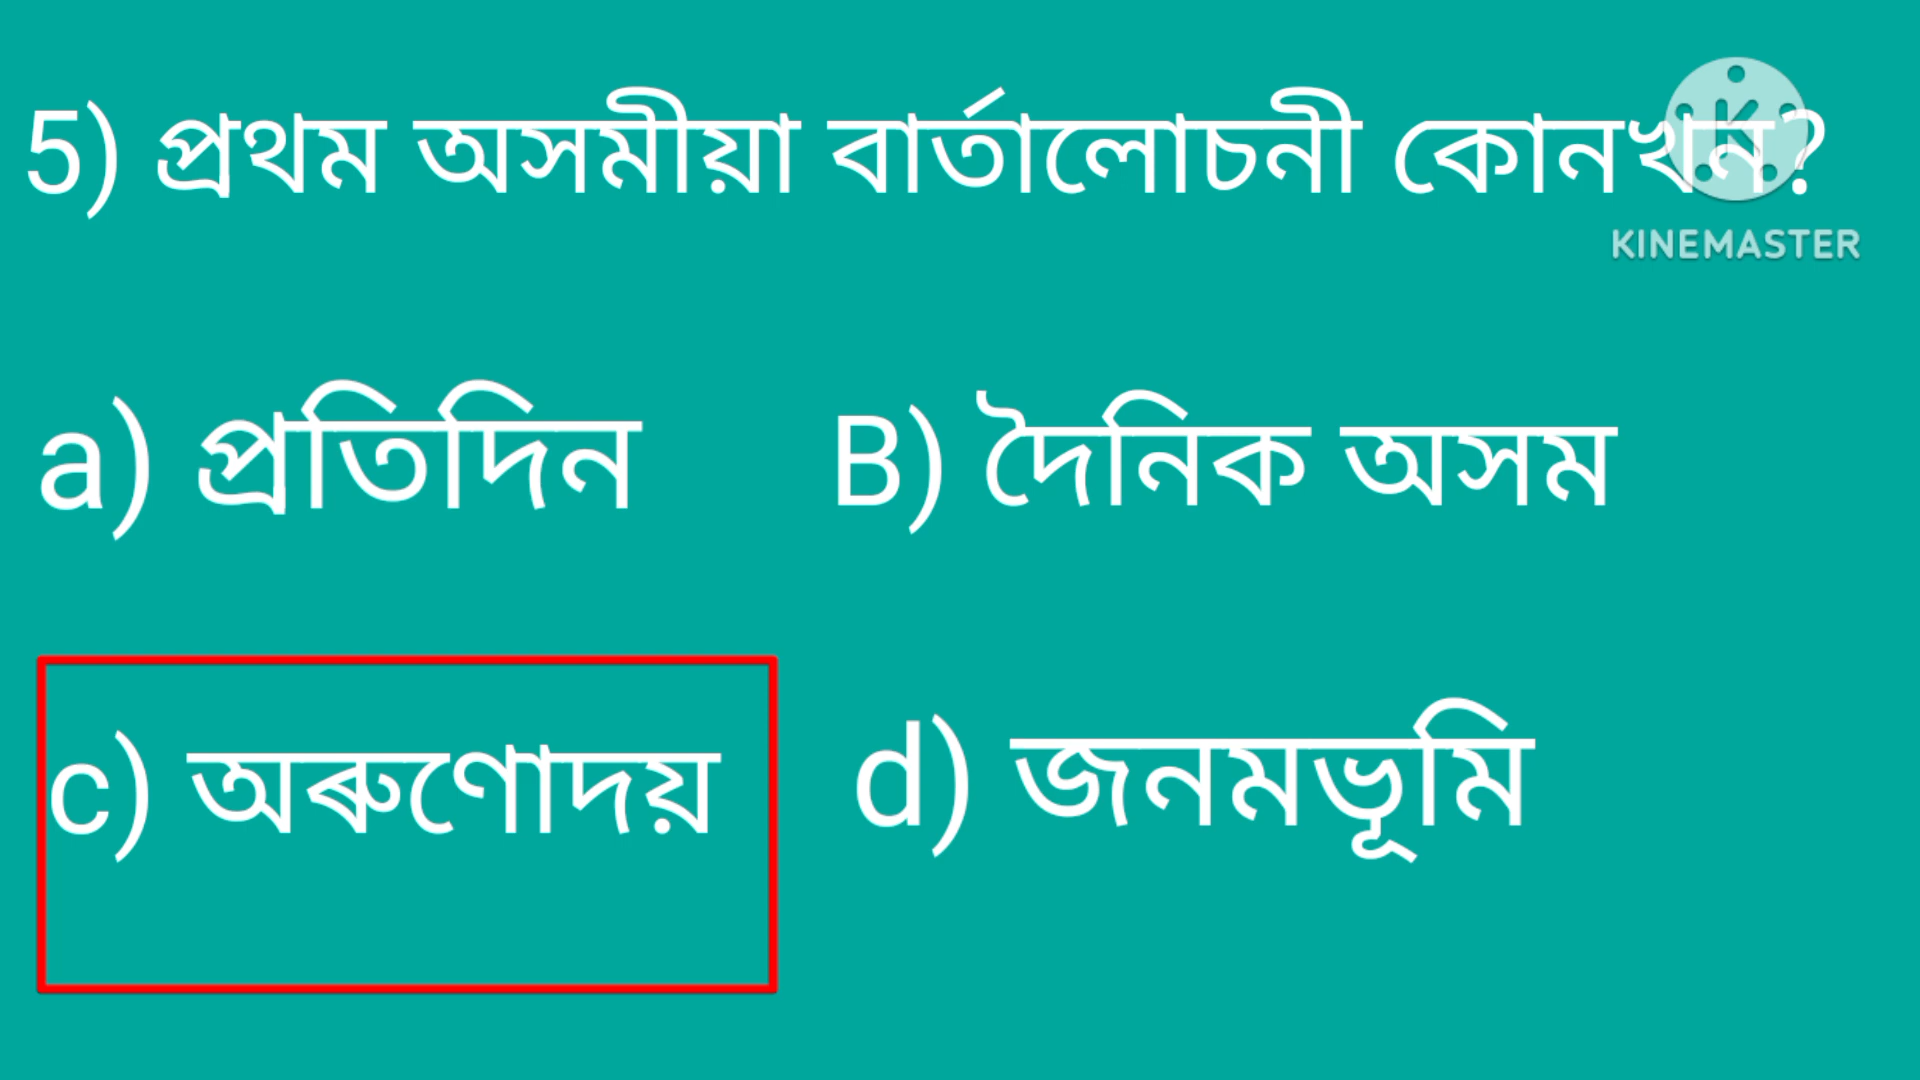 5) প্ৰথম অসমীয়া বাৰ্তালোচনী কোনখন?
KINEMASTER
a) প্ৰতিদিন B) দৈনিক অসম
c) অৰুণোদয় d) জনমভূমি